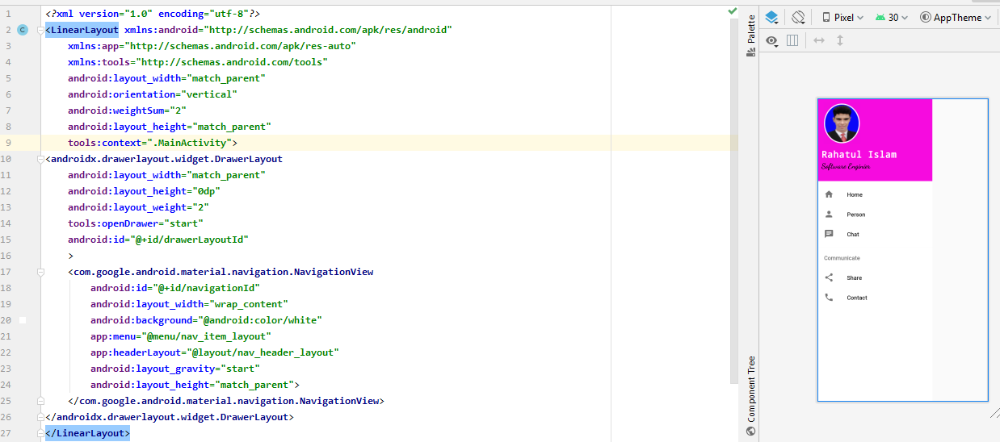 1 <?xml version="1.0" encoding="utf-8"?>
2 C <LinearLayout xmlns:android="http://schemas.android.com/apk/res/android"
3 xmlns:app="http://schemas.android.com/apk/res-auto"
4 xmlns:tools="http://schemas.android.com/tools"
5 android:layout_width="match_parent"
6 android:orientation="vertical"
7 android:weightSum="2"
8 android:layout_height="match_parent"
9 tools:context=".MainActivity">
10 <androidx.drawerlayout.widget.DrawerLayout
11 android:layout_width="match_parent"
12 android:layout_height="0dp"
13 android:layout_weight="2"
14 tools:openDrawer="start"
15 android:id="@+id/drawerLayoutId"
16 >
17 <com.google.android.material.navigation.NavigationView
18 android:id="@+id/navigationId"
19 android:layout_width="wrap_content"
20 android:background="@android:color/white"
21 app:menu="@menu/nav_item_layout"
22 app:headerLayout="@layout/nav_header_layout"
23 android:layout_gravity="start"
24 android:layout_height="match_parent">
25 </com.google.android.material.navigation.NavigationView>
26 </androidx.drawerlayout.widget.DrawerLayout>
27 </LinearLayout>
Palette
Component Tree
Pixel 30 AppTheme
Rahatul Islam
Software Enginier
Home
Person
Chat
Communicate
Share
Contact